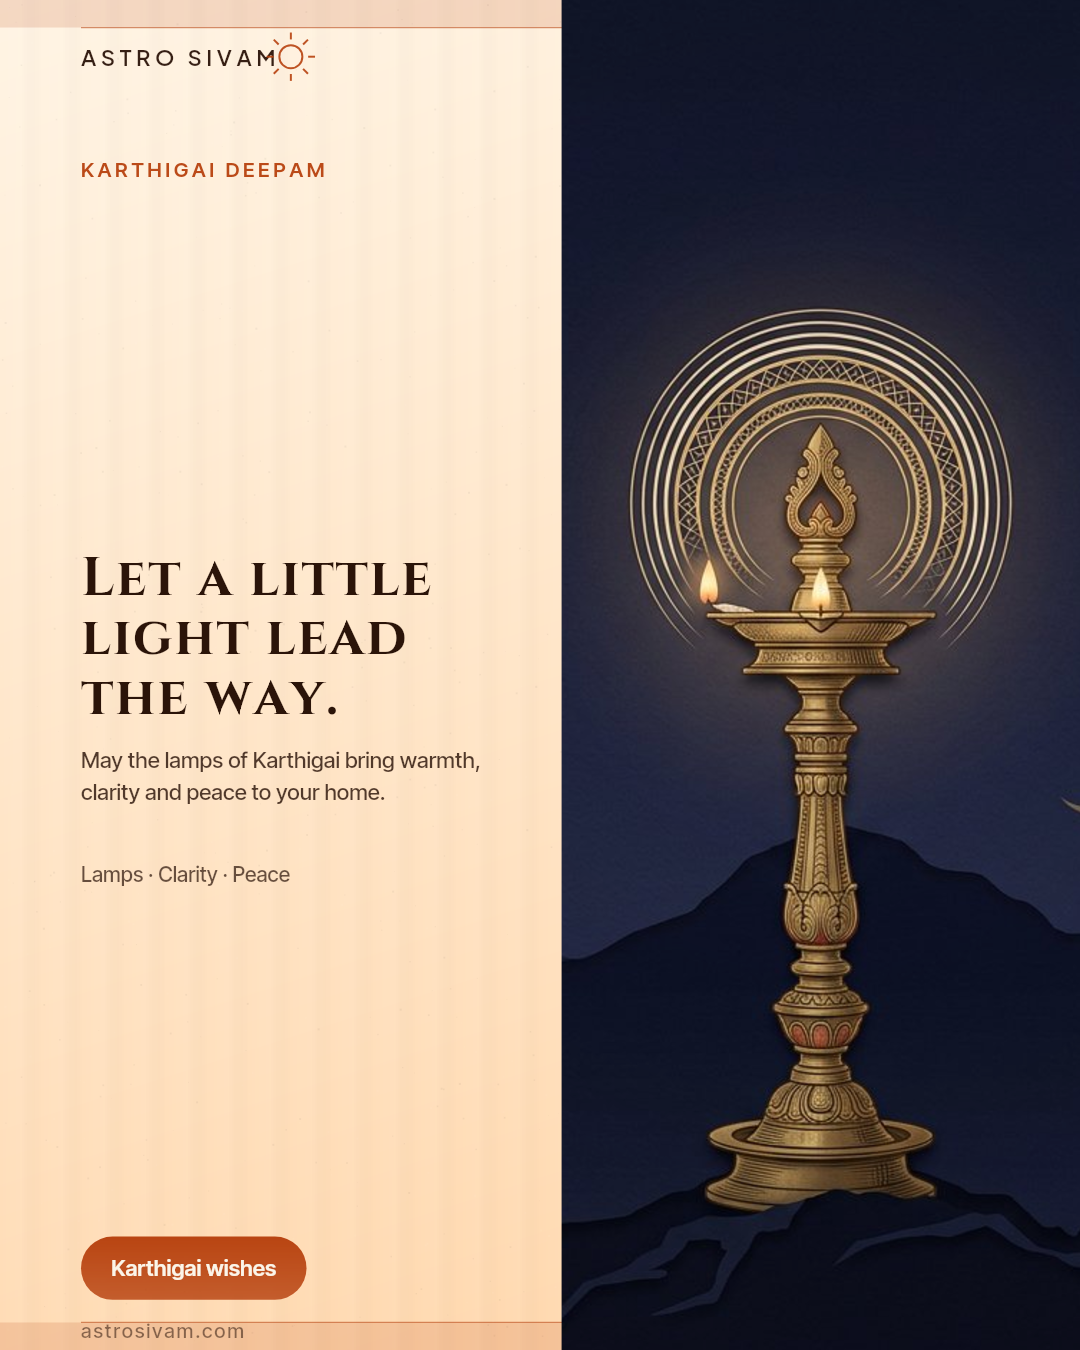 ASTRO SIVAM
KARTHIGAI DEEPAM
LET A LITTLE
LIGHT LEAD
THE WAY.
May the lamps of Karthigai bring warmth,
clarity and peace to your home.
Lamps · Clarity · Peace
Karthigai wishes
astrosivam.com